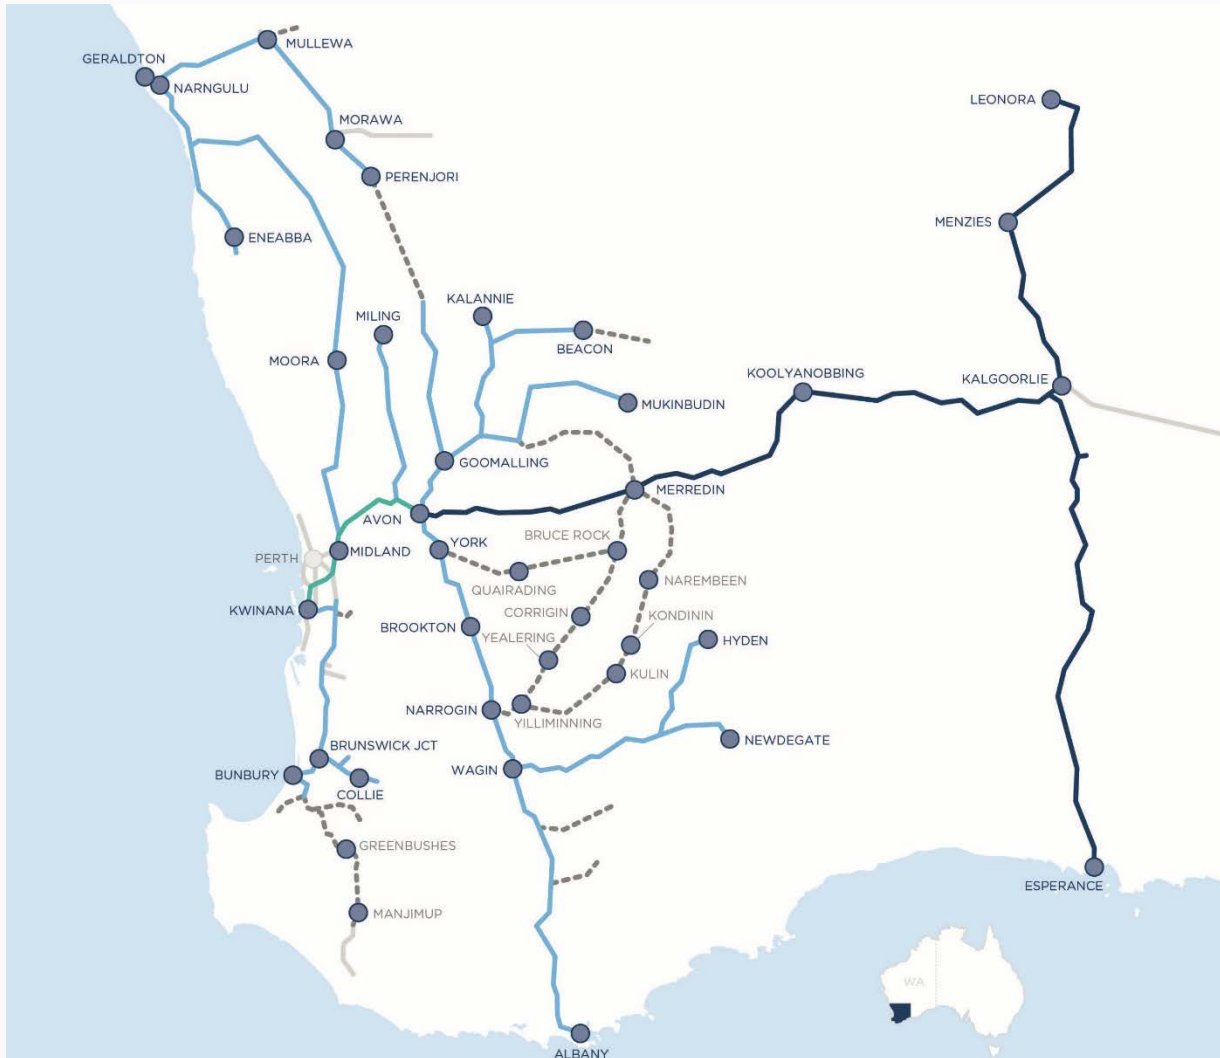 MULLEWA
GERALDTON
NARNGULU
LEONORA
MORAWA
PERENJORI
MENZIES
ENEABBA
KALANNIE
MILING
BEACON
MOORA
KOOLYANOBBING
KALGOORLIE
MUKINBUDIN
GOOMALLING
MERREDIN
AVON
BRUCE ROCK
YORK
MIDLAND
PERTH
QUAIRADING
NAREMBEEN
KWINANA
CORRIGIN
KONDININ
BROOKTON
YEALERING
HYDEN
KULIN
NARROGIN
YILLIMINNING
NEWDEGATE
BRUNSWICK JCT
WAGIN
BUNBURY
COLLIE
GREENBUSHES
ESPERANCE
MANJIMUP
WA
ALBANY